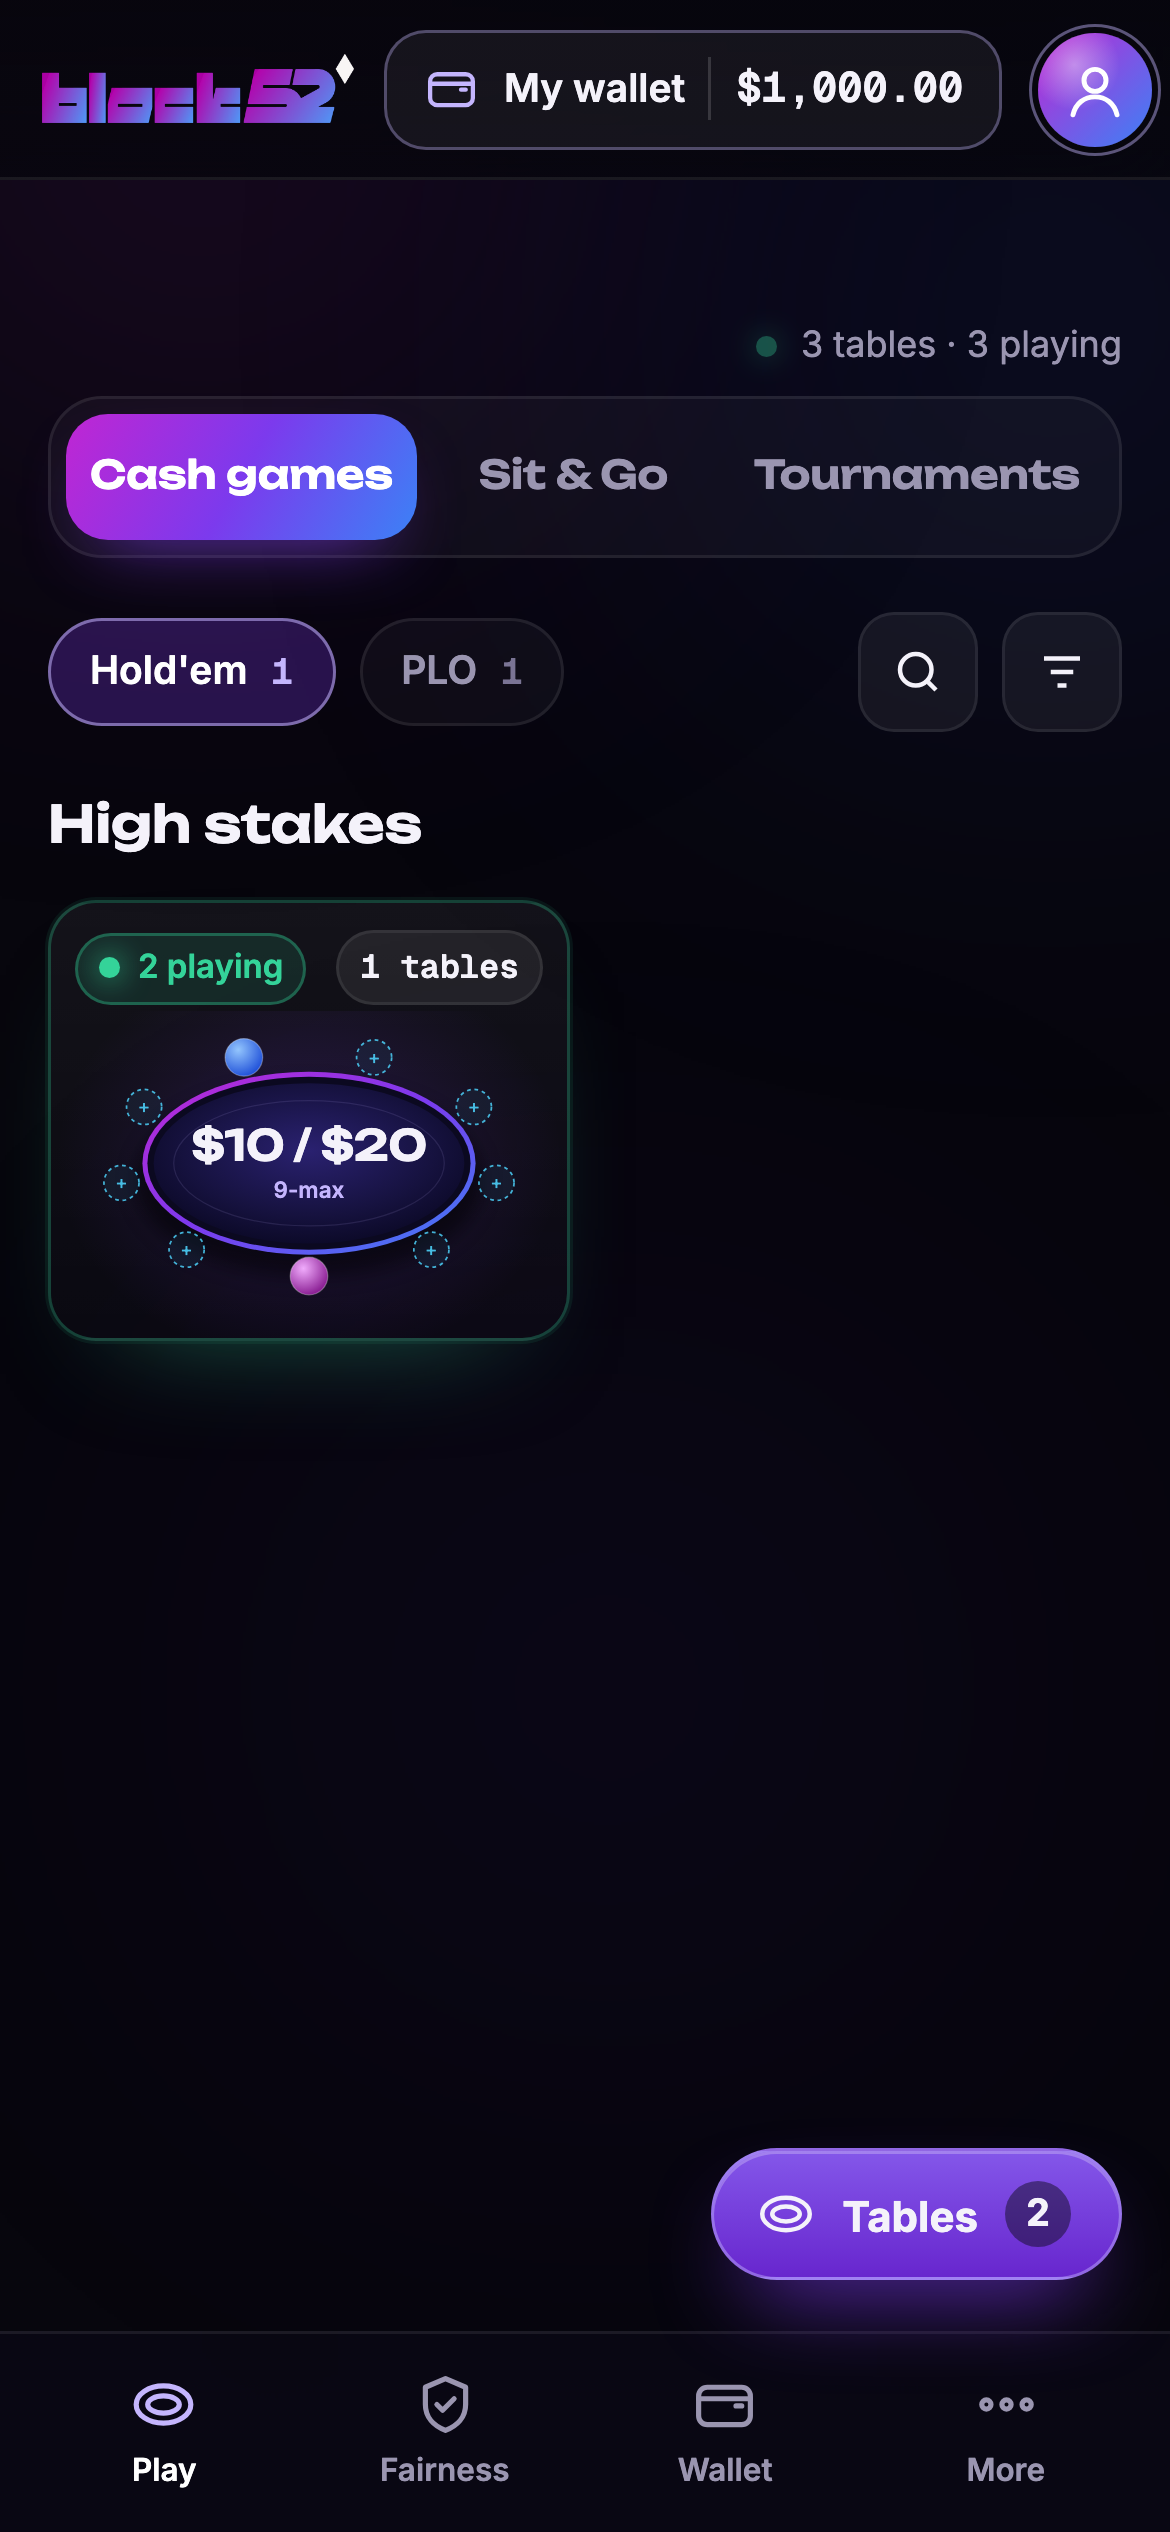 block52
My wallet $1,000.00
3 tables · 3 playing
Cash games Sit & Go Tournaments
Hold'em 1 PLO 1
High stakes
2 playing 1 tables
$10 / $20
9-max
Tables 2
Play Fairness Wallet More